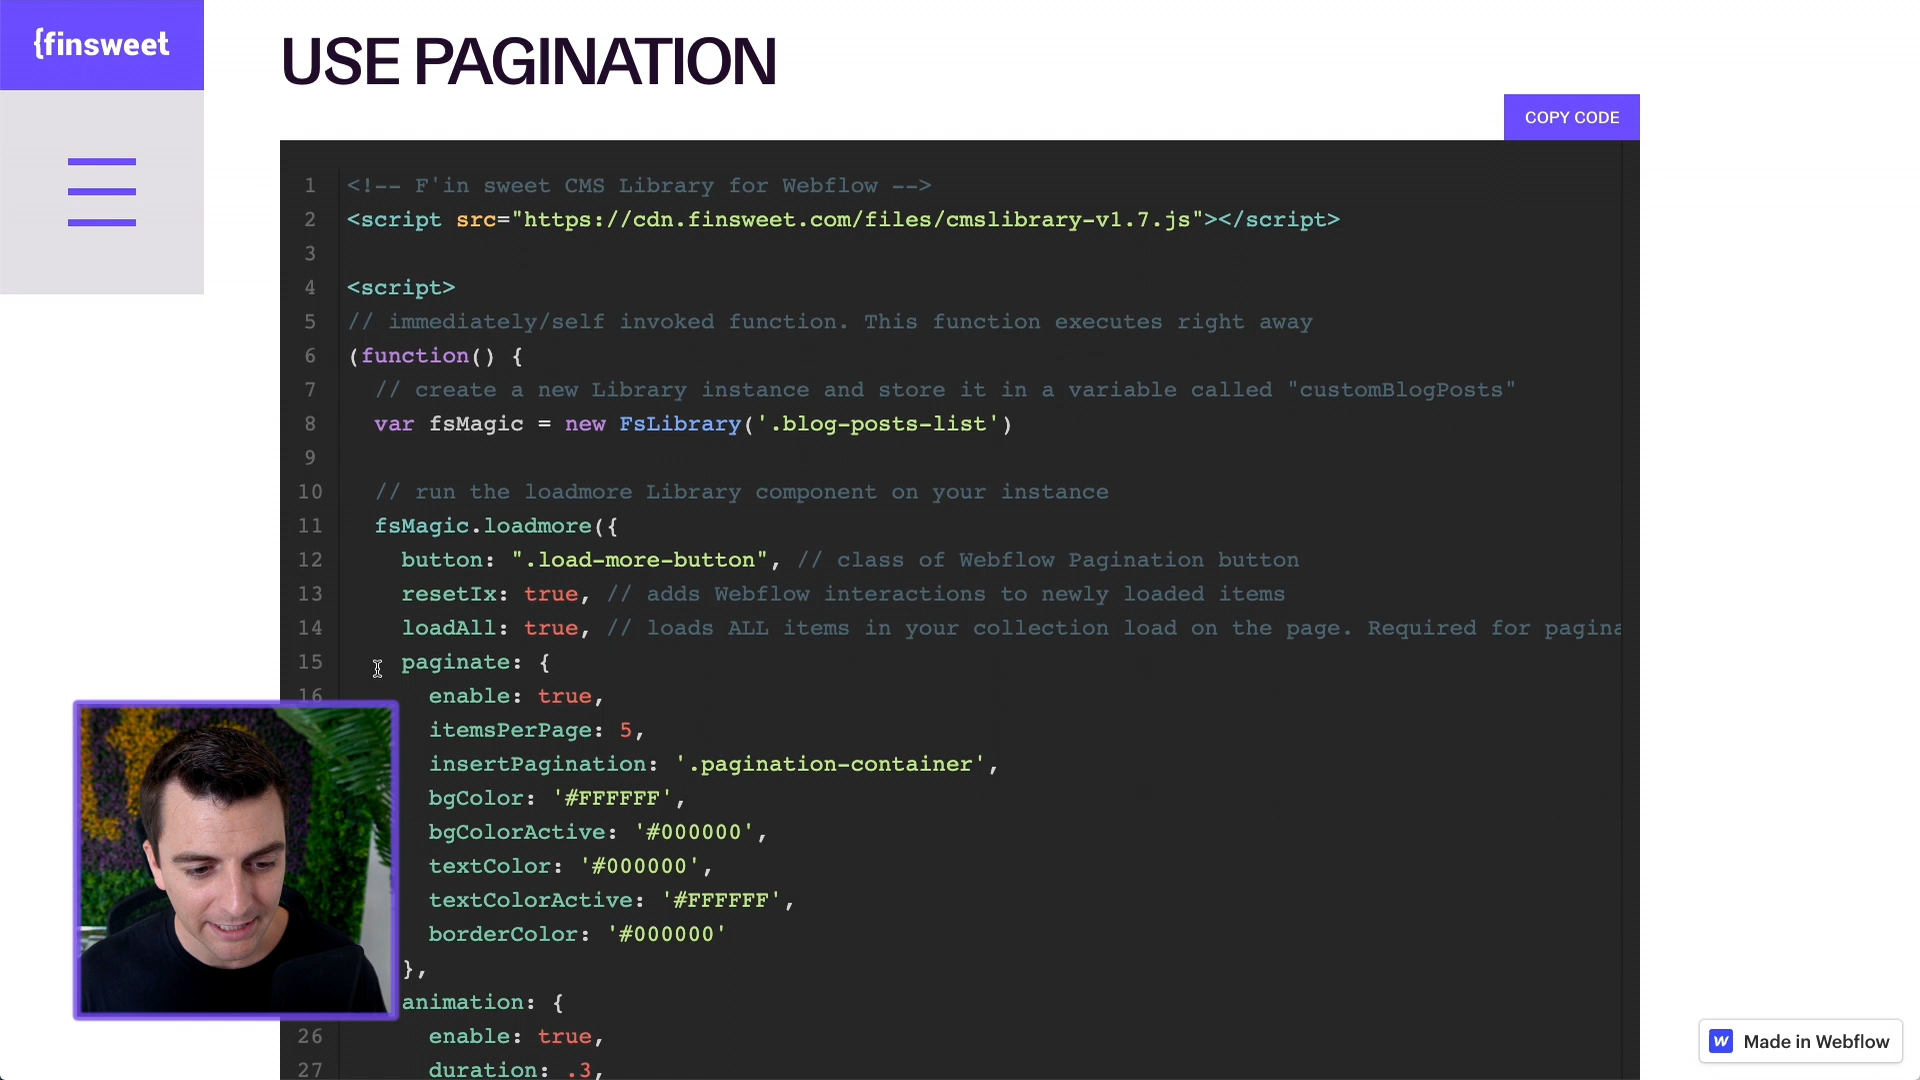 {finsweet
USE PAGINATION
COPY CODE
1 <!-- F'in sweet CMS Library for Webflow -->
2 <script src="https://cdn.finsweet.com/files/cmslibrary-v1.7.js"></script>
3
4 <script>
5 // immediately/self invoked function. This function executes right away
6 (function() {
7 // create a new Library instance and store it in a variable called "customBlogPosts"
8 var fsMagic = new FsLibrary('.blog-posts-list')
9
10 // run the loadmore Library component on your instance
11 fsMagic.loadmore({
12 button: ".load-more-button", // class of Webflow Pagination button
13 resetIx: true, // adds Webflow interactions to newly loaded items
14 loadAll: true, // loads ALL items in your collection load on the page. Required for pagina
15 paginate: {
16 enable: true,
itemsPerPage: 5,
insertPagination: '.pagination-container',
bgColor: '#FFFFFF',
bgColorActive: '#000000',
textColor: '#000000',
textColorActive: '#FFFFFF',
borderColor: '#000000'
},
animation: {
26 enable: true,
27 duration: .3,
Made in Webflow